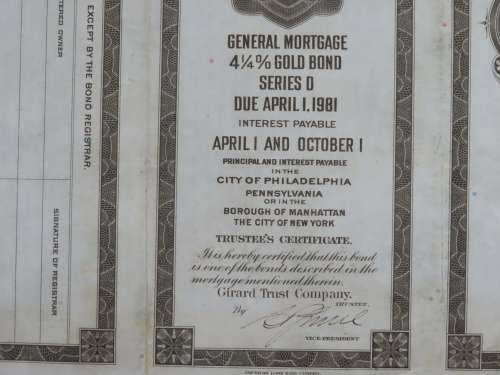 EXCEPT BY THE BOND REGISTRAR.
OWNER
SIGNATURE OF REGISTRAR
GENERAL MORTGAGE
4¼% GOLD BOND
SERIES D
DUE APRIL 1, 1981
INTEREST PAYABLE
APRIL 1 AND OCTOBER 1
PRINCIPAL AND INTEREST PAYABLE
IN THE
CITY OF PHILADELPHIA
PENNSYLVANIA
OR IN THE
BOROUGH OF MANHATTAN
THE CITY OF NEW YORK
TRUSTEE'S CERTIFICATE.
It is hereby certified that this bond
is one of the bonds described in the
mortgage mentioned therein.
Girard Trust Company,
TRUSTEE,
By
VICE-PRESIDENT